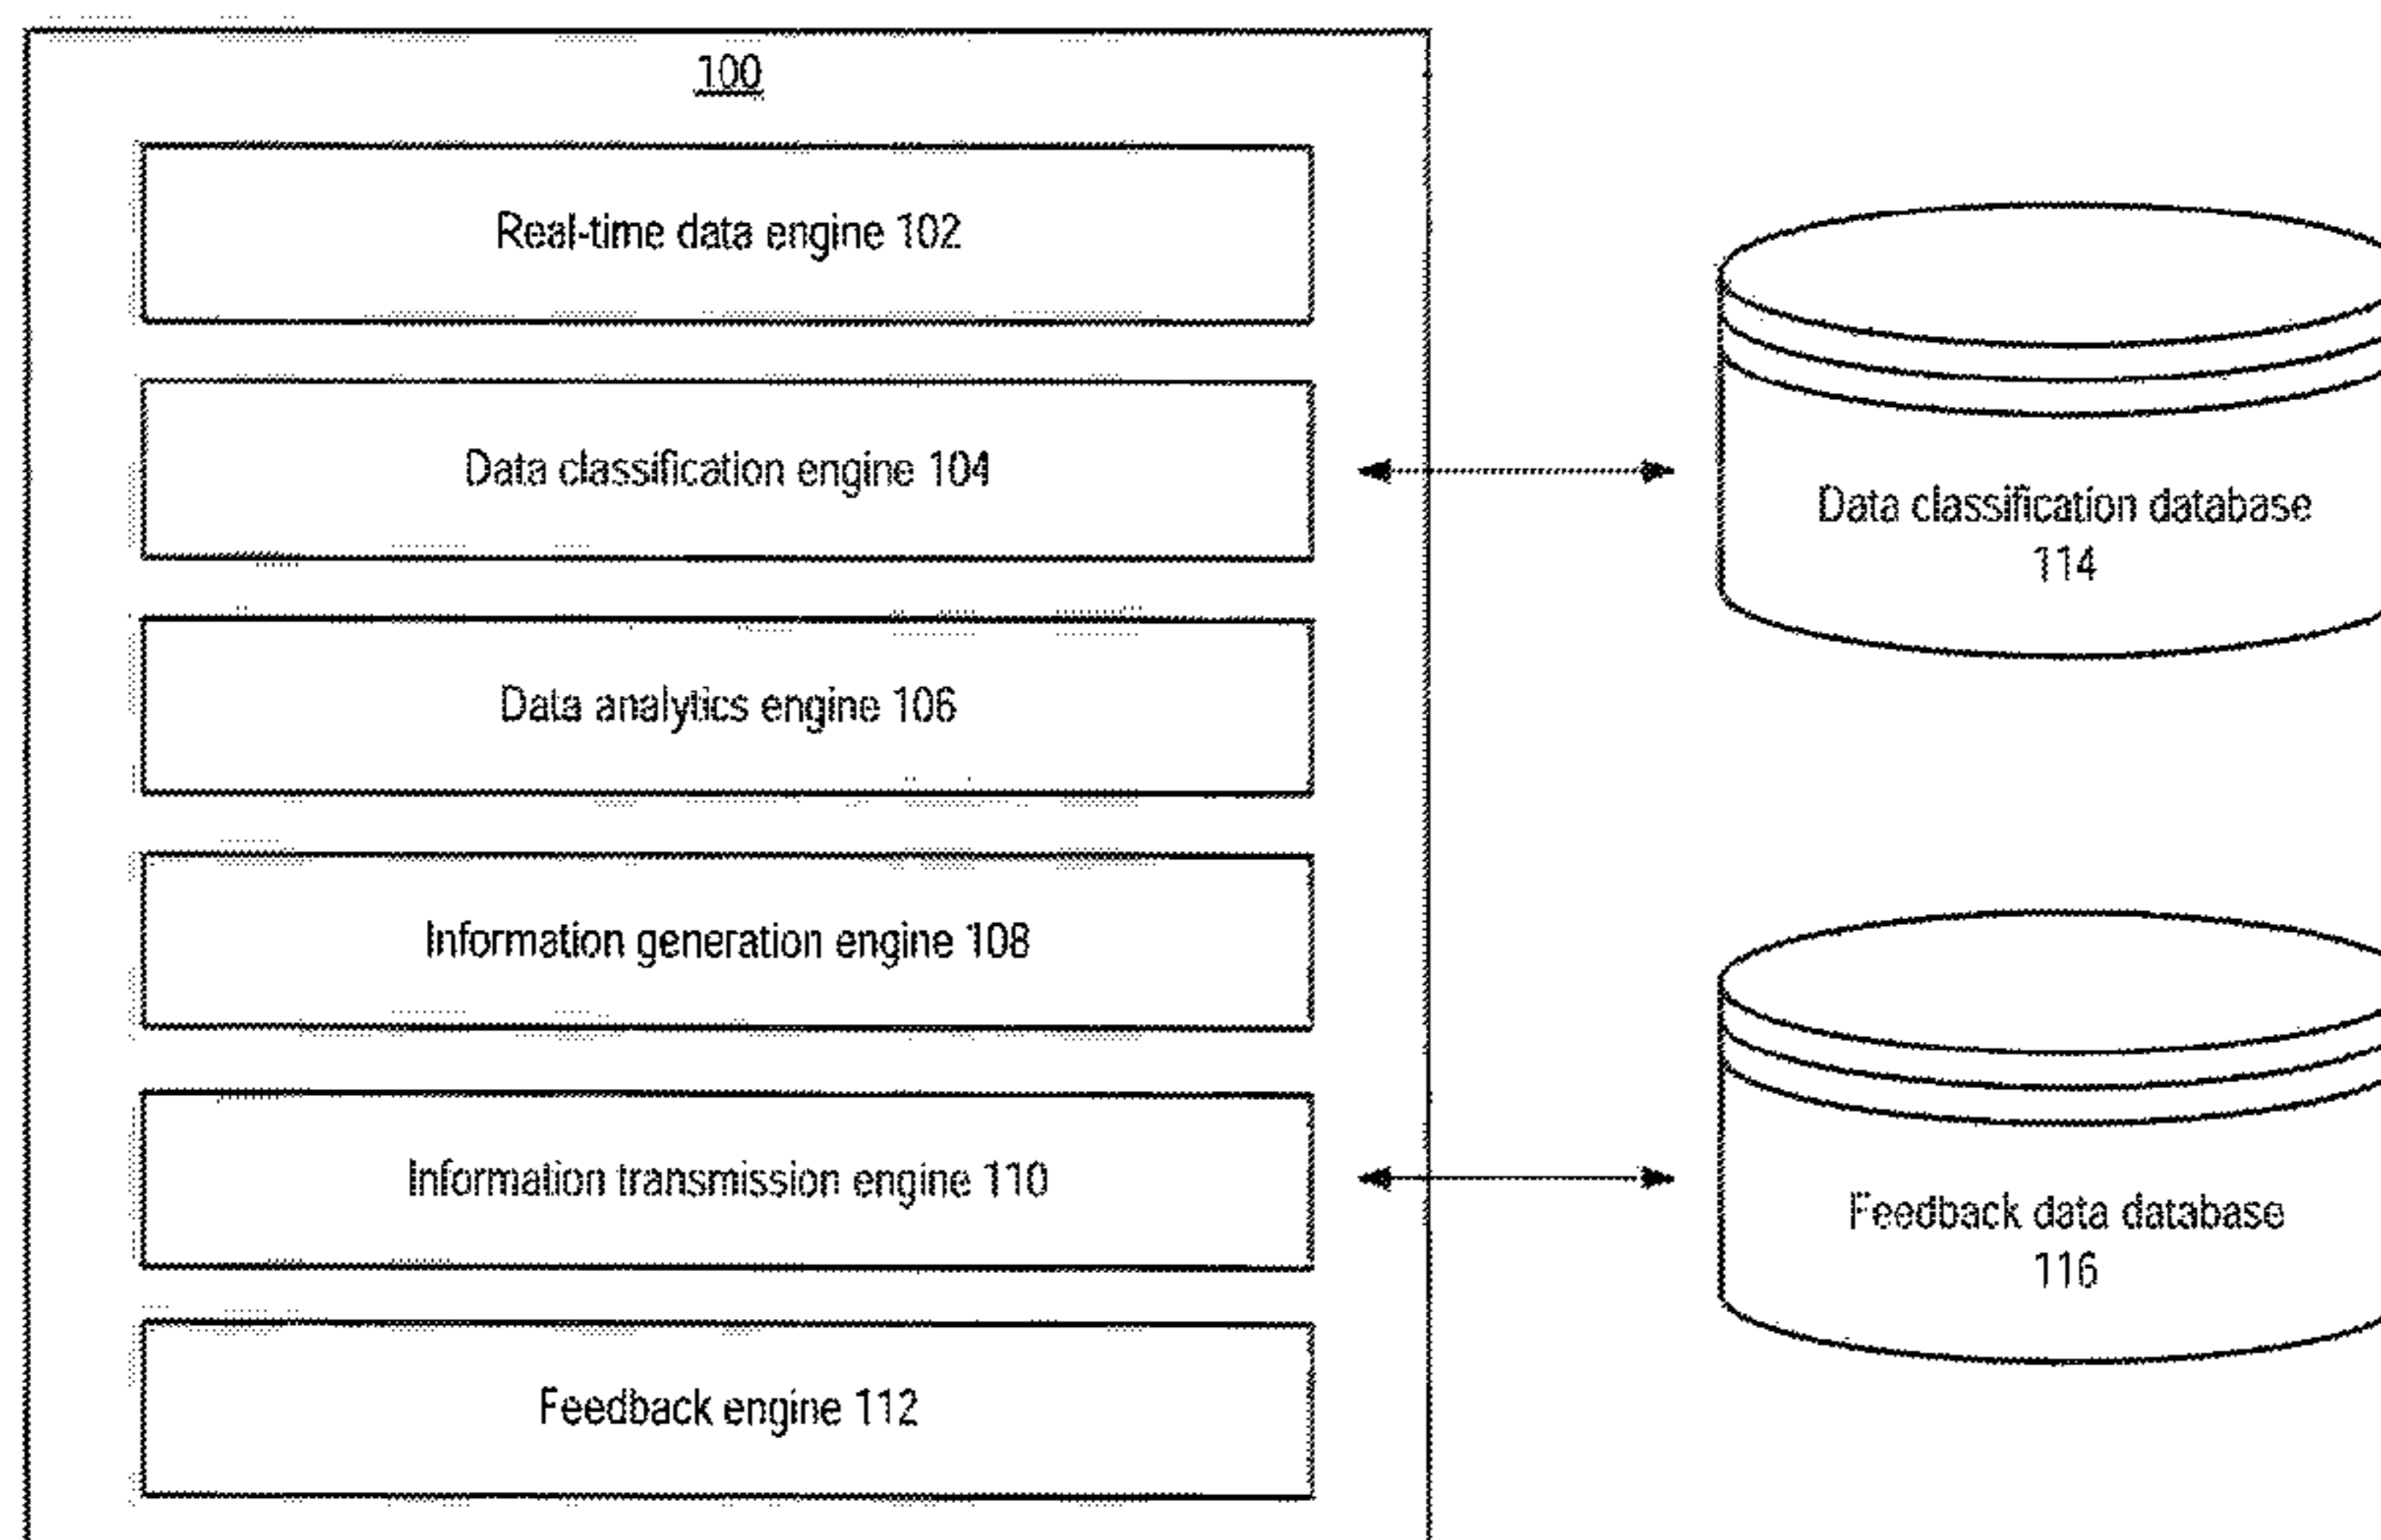 100
Real-time data engine 102
Data classification engine 104
Data analytics engine 106
Information generation engine 108
Information transmission engine 110
Feedback engine 112
Data classification database
114
Feedback data database
116